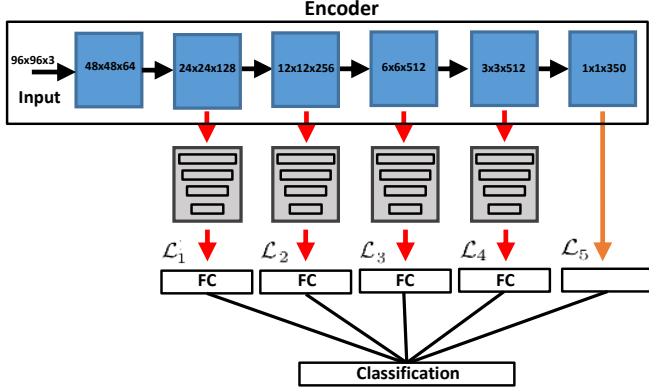 Encoder
96x96x3
Input
48x48x64
24x24x128
12x12x256
6x6x512
3x3x512
1x1x350
ℒ₁
ℒ₂
ℒ₃
ℒ₄
ℒ₅
FC
FC
FC
FC
Classification